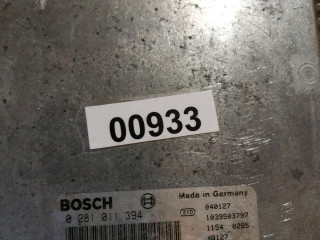 00933
BOSCH
Made in Germany
0 281 011 394
040127
1039S03797
1154 0285